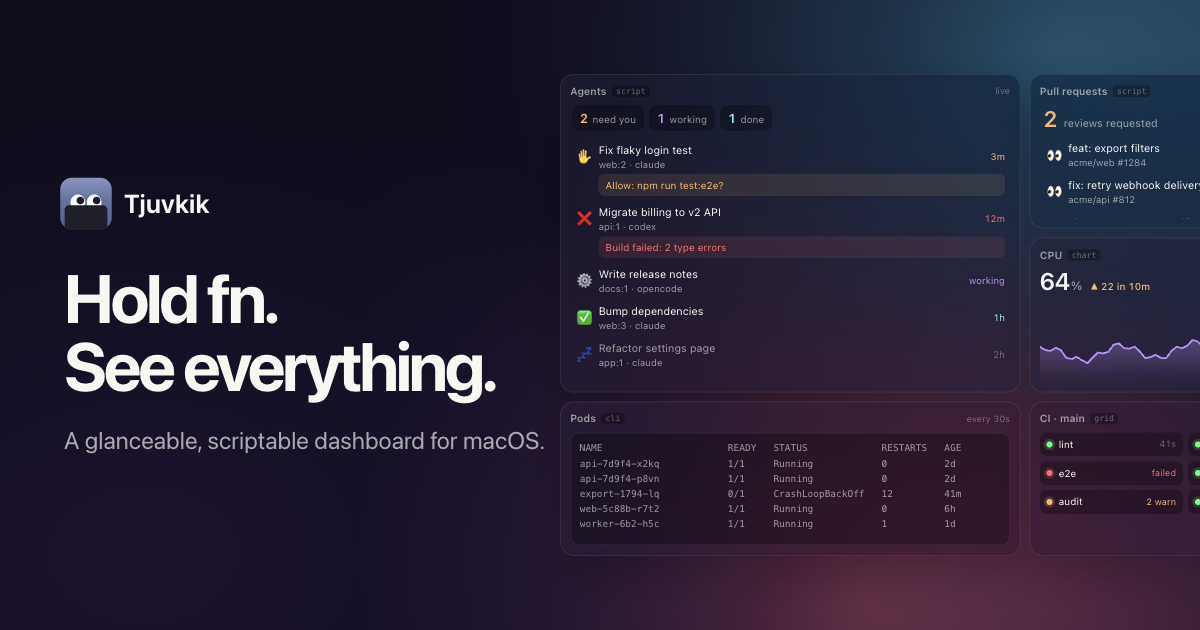 Tjuvkik
Hold fn.
See everything.
A glanceable, scriptable dashboard for macOS.
Agents script live
2 need you 1 working 1 done
Fix flaky login test 3m
web:2 · claude
Allow: npm run test:e2e?
Migrate billing to v2 API 12m
api:1 · codex
Build failed: 2 type errors
Write release notes working
docs:1 · opencode
Bump dependencies 1h
web:3 · claude
Refactor settings page 2h
app:1 · claude
Pods cli every 30s
NAME READY STATUS RESTARTS AGE
api-7d9f4-x2kq 1/1 Running 0 2d
api-7d9f4-p8vn 1/1 Running 0 2d
export-1794-lq 0/1 CrashLoopBackOff 12 41m
web-5c88b-r7t2 1/1 Running 0 6h
worker-6b2-h5c 1/1 Running 1 1d
Pull requests script
2 reviews requested
feat: export filters
acme/web #1284
fix: retry webhook delivery
acme/api #812
CPU chart
64% ▲ 22 in 10m
CI · main grid
lint 41s
e2e failed
audit 2 warn